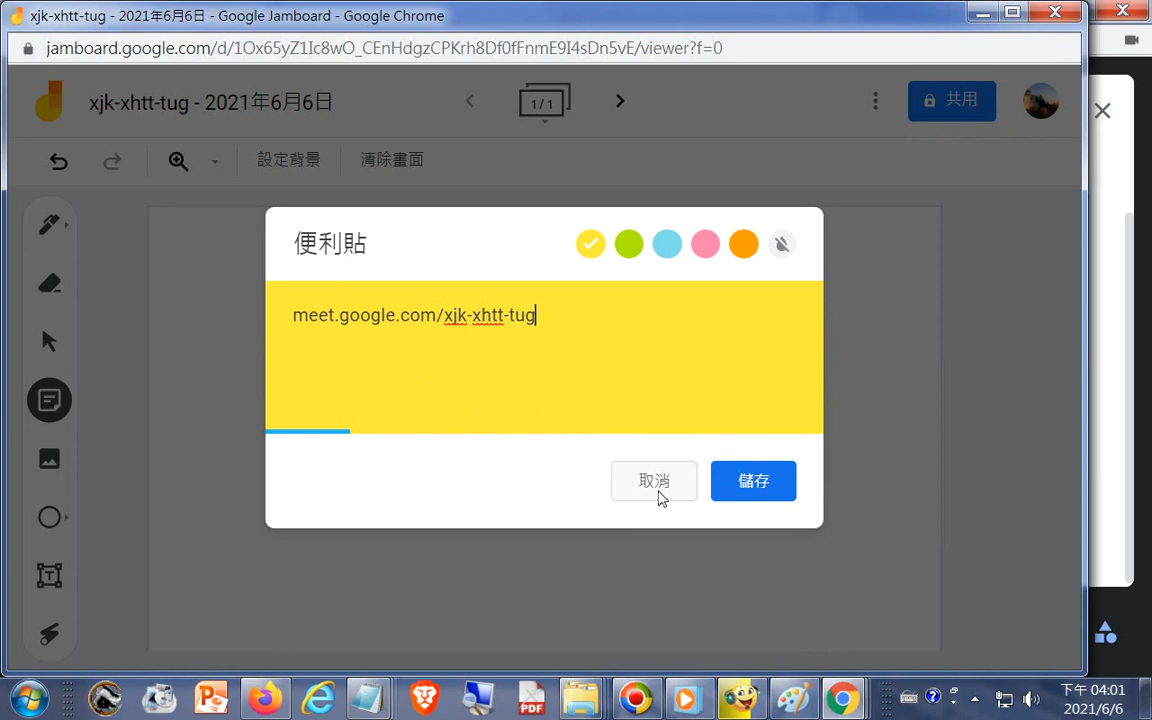 xjk-xhtt-tug - 2021年6月6日 - Google Jamboard - Google Chrome
jamboard.google.com/d/1Ox65yZ1Ic8wO_CEnHdgzCPKrh8Df0fFnmE9I4sDn5vE/viewer?f=0
xjk-xhtt-tug - 2021年6月6日
1/1
共用
設定背景
清除畫面
便利貼
meet.google.com/xjk-xhtt-tug
取消
儲存
PDF
下午 04:01
2021/6/6